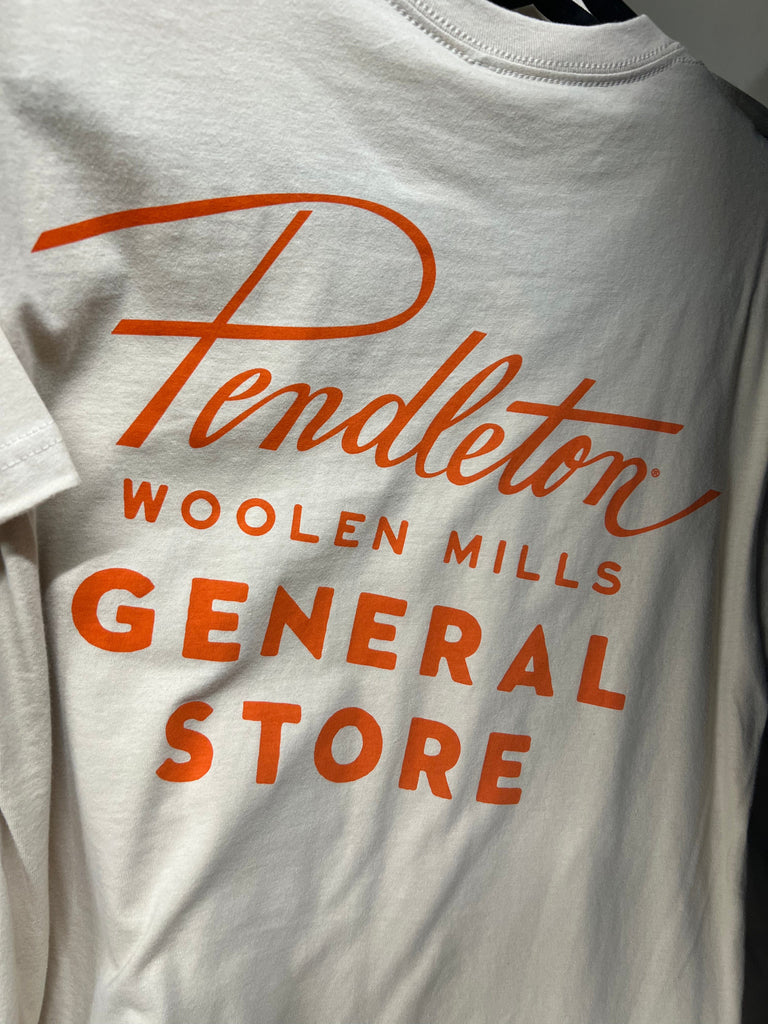 Pendleton®
WOOLEN MILLS
GENERAL
STORE